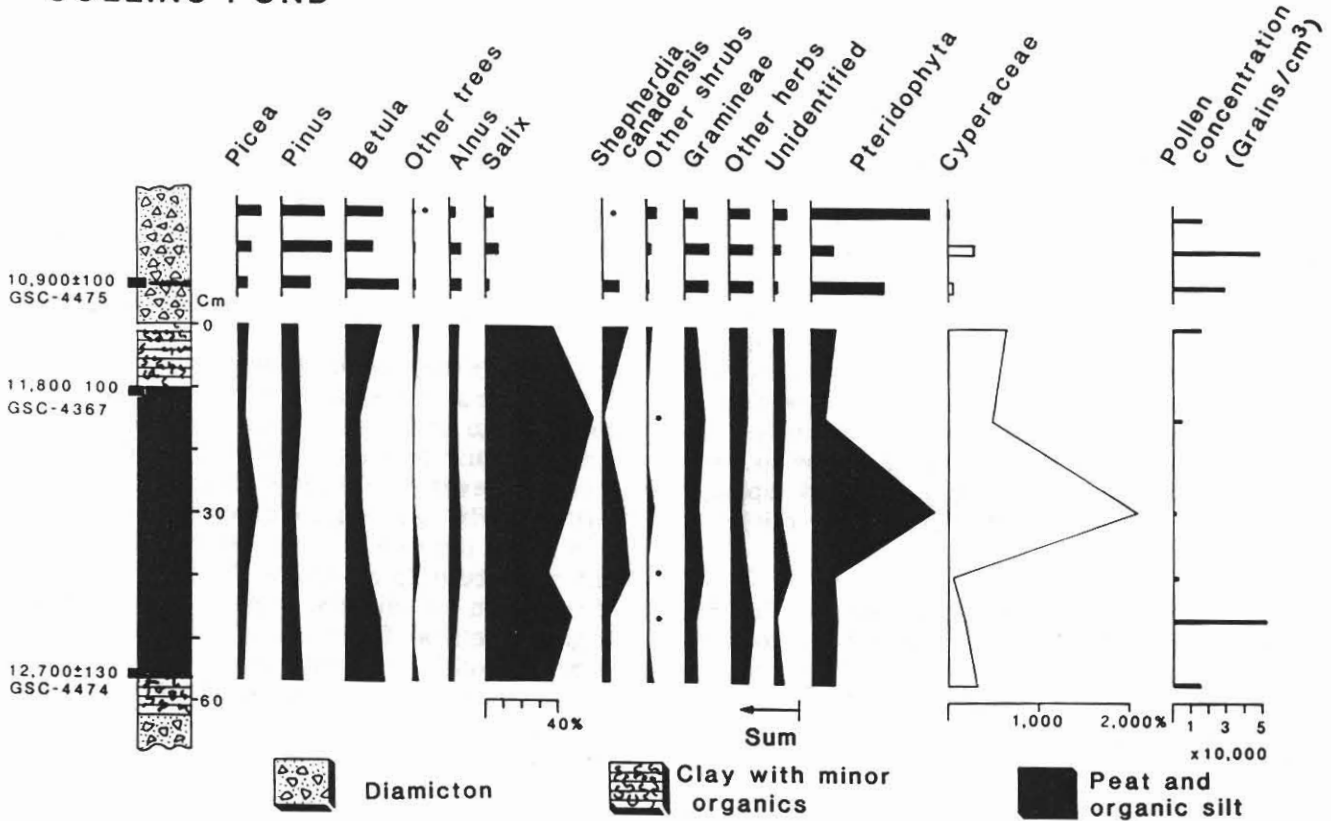 Picea
Pinus
Betula
Other trees
Alnus
Salix
Shepherdia
canadensis
Other shrubs
Gramineae
Other herbs
Unidentified
Pteridophyta
Cyperaceae
Pollen
concentration
(Grains/cm³)
10,900±100
GSC-4475
Cm
0
11,800 100
GSC-4367
30
12,700±130
GSC-4474
60
40%
Sum
1,000 2,000%
1 3 5
x10,000
Diamicton
Clay with minor
organics
Peat and
organic silt